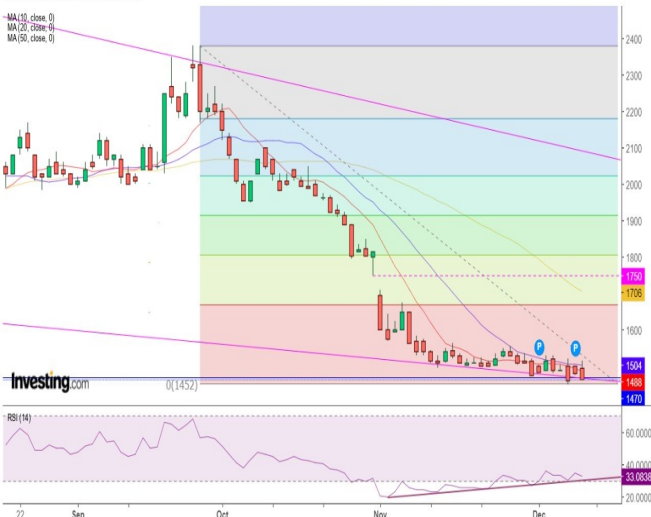 MA (10, close, 0)
MA (20, close, 0)
MA (50, close, 0)
2400
2300
2200
2100
2000
1900
1800
1750
1706
1600
1504
1488
1470
P
P
Investing.com
0(1452)
RSI (14)
60.0000
40.0000
33.0838
20.0000
22
Sep
Oct
Nov
Dec